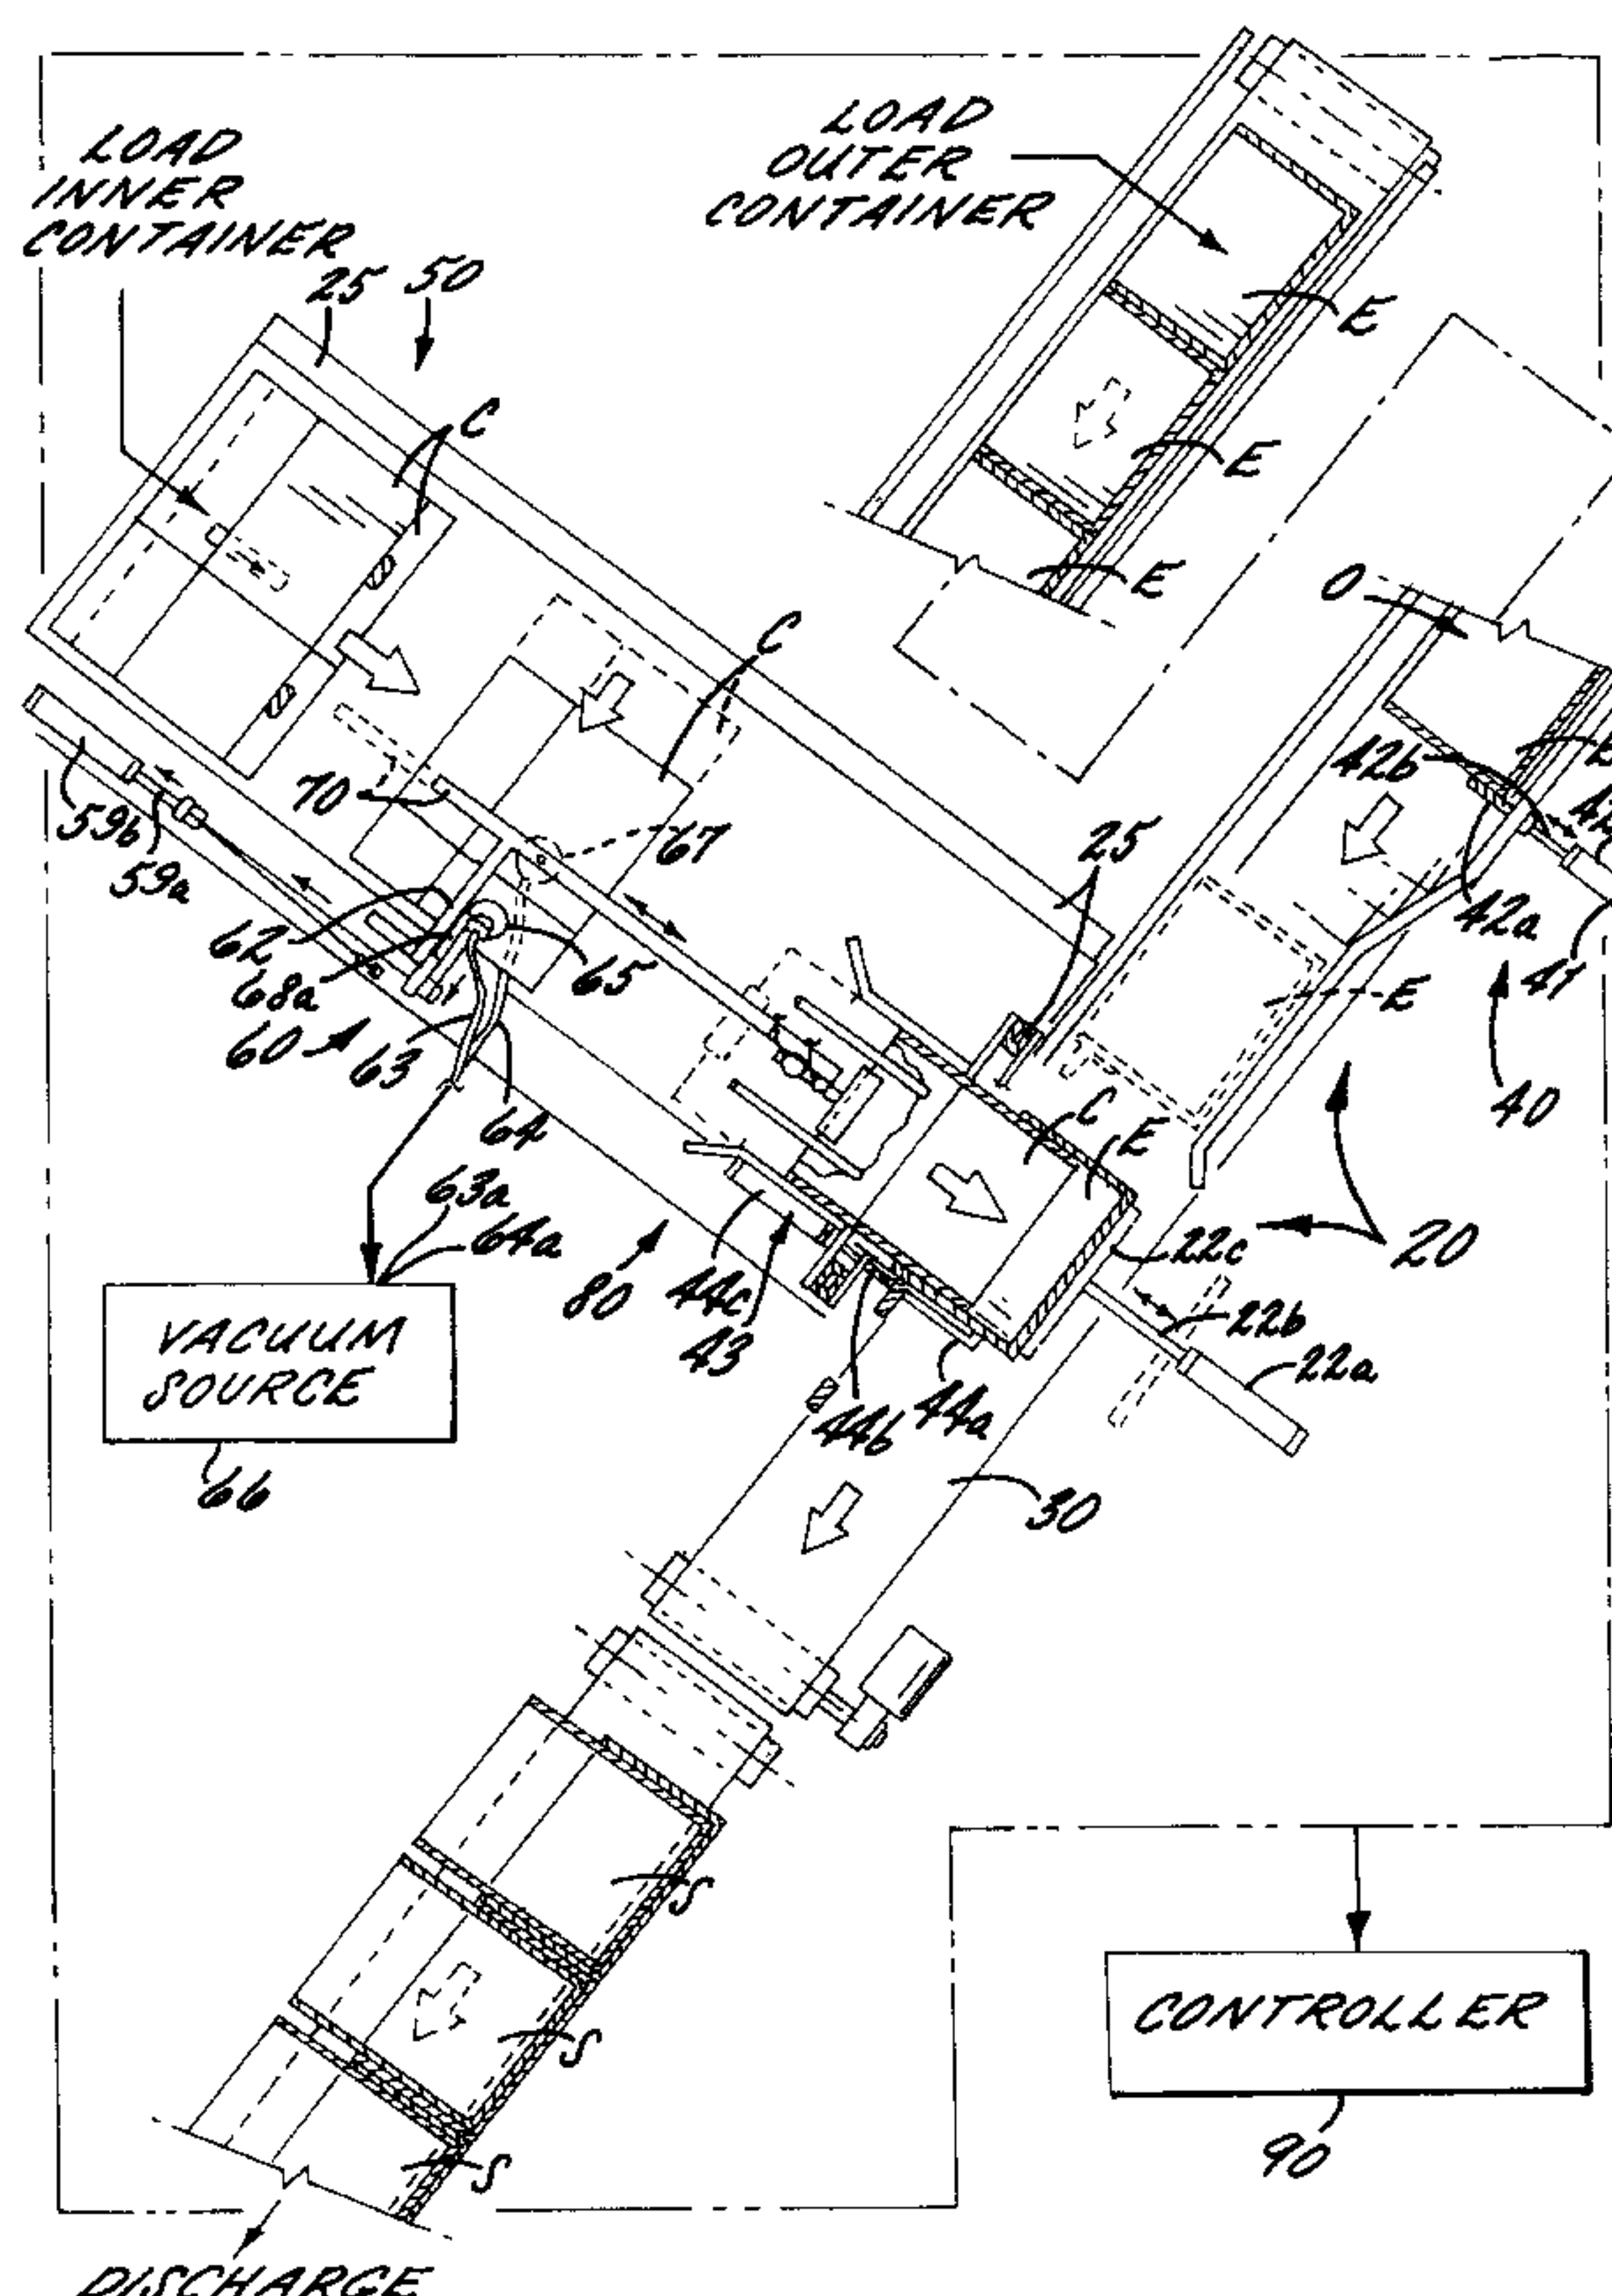 LOAD
INNER
CONTAINER
LOAD
OUTER
CONTAINER
25
50
C
E
E
E
O
C
42b
70
59b
59a
67
25
62
68a
65
42a
41
E
60
63
64
40
C
E
63a
64a
80
44c
43
22c
20
22b
22a
VACUUM
SOURCE
66
44b
44a
30
S
S
S
CONTROLLER
90
DISCHARGE